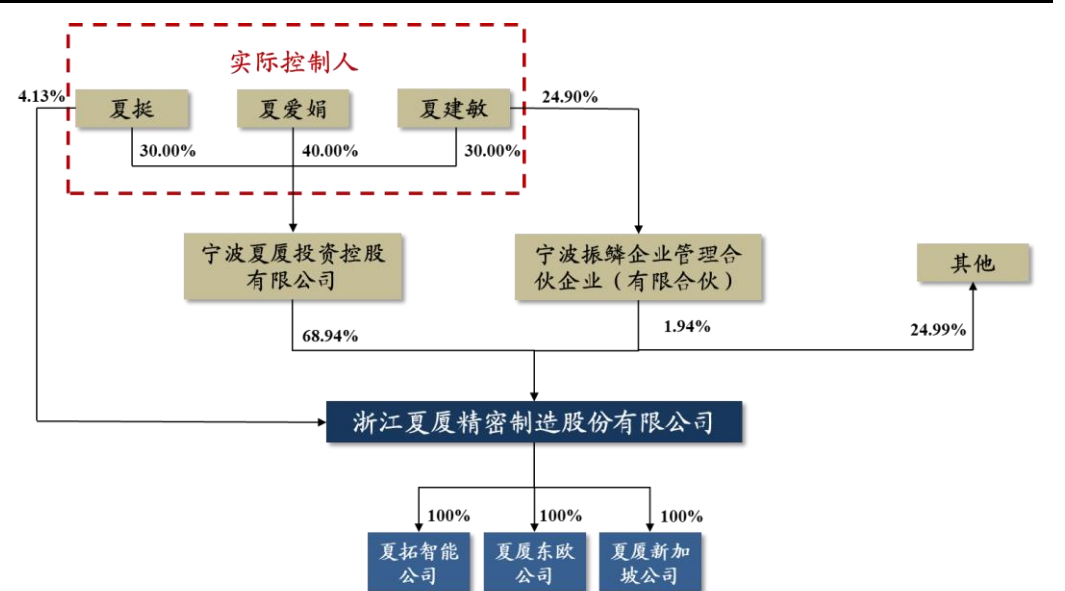 实际控制人
4.13%
夏挺
夏爱娟
夏建敏
24.90%
30.00%
40.00%
30.00%
宁波夏厦投资控股
有限公司
宁波振鳞企业管理合
伙企业（有限合伙）
其他
68.94%
1.94%
24.99%
浙江夏厦精密制造股份有限公司
100%
100%
100%
夏拓智能
公司
夏厦东欧
公司
夏厦新加
坡公司